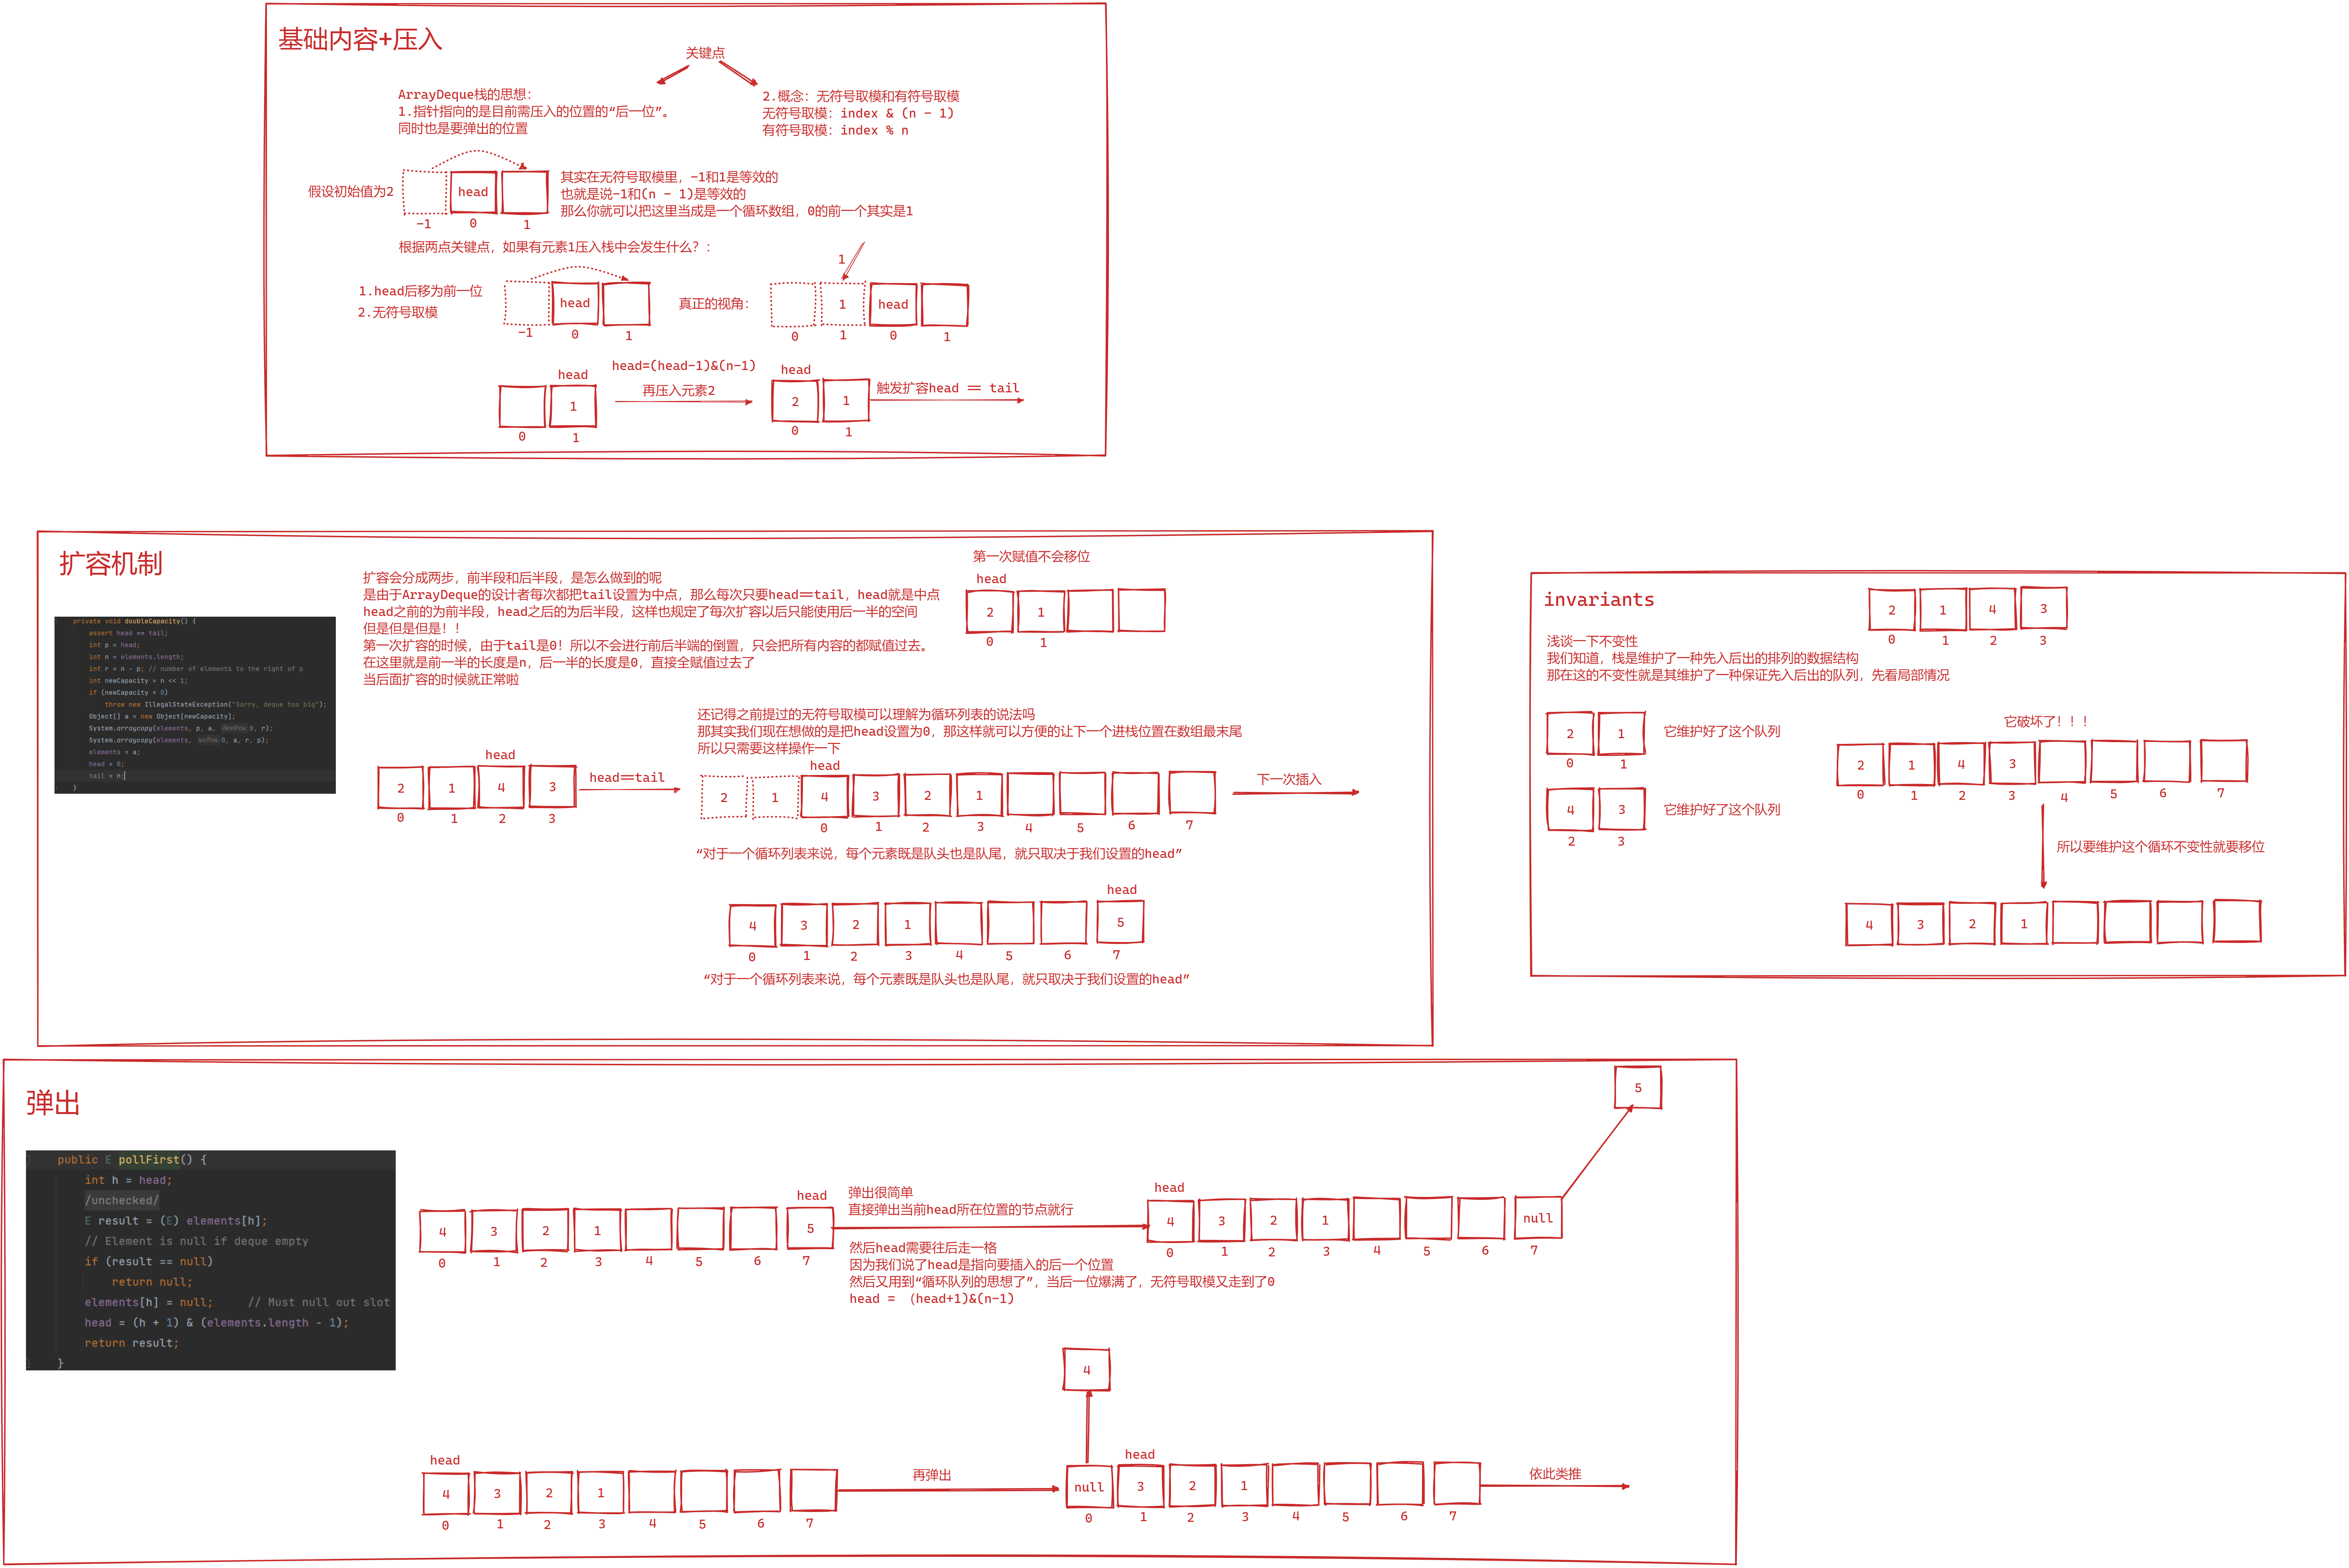 基础内容+压入
关键点
ArrayDeque栈的思想：
1.指针指向的是目前需压入的位置的“后一位”。
同时也是要弹出的位置
2.概念：无符号取模和有符号取模
无符号取模：index & (n - 1)
有符号取模：index % n
假设初始值为2
head
-1
0
1
其实在无符号取模里，-1和1是等效的
也就是说-1和(n - 1)是等效的
那么你就可以把这里当成是一个循环数组，0的前一个其实是1
根据两点关键点，如果有元素1压入栈中会发生什么？：
1.head后移为前一位
2.无符号取模
head
-1
0
1
真正的视角：
1
1
head
0
1
0
1
head
1
0
1
head=(head-1)&(n-1)
再压入元素2
head
2
1
0
1
触发扩容head == tail
扩容机制
private void doubleCapacity() {
assert head == tail;
int p = head;
int n = elements.length;
int r = n - p; // number of elements to the right of p
int newCapacity = n << 1;
if (newCapacity < 0)
throw new IllegalStateException("Sorry, deque too big");
Object[] a = new Object[newCapacity];
System.arraycopy(elements, p, a, destPos: 0, r);
System.arraycopy(elements, srcPos: 0, a, r, p);
elements = a;
head = 0;
tail = n;
}
扩容会分成两步，前半段和后半段，是怎么做到的呢
是由于ArrayDeque的设计者每次都把tail设置为中点，那么每次只要head==tail，head就是中点
head之前的为前半段，head之后的为后半段，这样也规定了每次扩容以后只能使用后一半的空间
但是但是但是！！
第一次扩容的时候，由于tail是0！所以不会进行前后半端的倒置，只会把所有内容的都赋值过去。
在这里就是前一半的长度是n，后一半的长度是0，直接全赋值过去了
当后面扩容的时候就正常啦
第一次赋值不会移位
head
2
1
0
1
还记得之前提过的无符号取模可以理解为循环列表的说法吗
那其实我们现在想做的是把head设置为0，那这样就可以方便的让下一个进栈位置在数组最末尾
所以只需要这样操作一下
head
2
1
4
3
0
1
2
3
head==tail
head
2
1
4
3
2
1
0
1
2
3
4
5
6
7
下一次插入
“对于一个循环列表来说，每个元素既是队头也是队尾，就只取决于我们设置的head”
head
4
3
2
1
5
0
1
2
3
4
5
6
7
“对于一个循环列表来说，每个元素既是队头也是队尾，就只取决于我们设置的head”
invariants
浅谈一下不变性
我们知道，栈是维护了一种先入后出的排列的数据结构
那在这的不变性就是其维护了一种保证先入后出的队列，先看局部情况
2
1
4
3
0
1
2
3
2
1
0
1
它维护好了这个队列
4
3
2
3
它维护好了这个队列
它破坏了！！！
2
1
4
3
0
1
2
3
4
5
6
7
所以要维护这个循环不变性就要移位
4
3
2
1
弹出
public E pollFirst() {
int h = head;
/unchecked/
E result = (E) elements[h];
// Element is null if deque empty
if (result == null)
return null;
elements[h] = null; // Must null out slot
head = (h + 1) & (elements.length - 1);
return result;
}
head
4
3
2
1
5
0
1
2
3
4
5
6
7
弹出很简单
直接弹出当前head所在位置的节点就行
然后head需要往后走一格
因为我们说了head是指向要插入的后一个位置
然后又用到“循环队列的思想了”，当后一位爆满了，无符号取模又走到了0
head = （head+1)&(n-1)
5
head
4
3
2
1
null
0
1
2
3
4
5
6
7
head
4
3
2
1
0
1
2
3
4
5
6
7
再弹出
4
head
null
3
2
1
0
1
2
3
4
5
6
7
依此类推